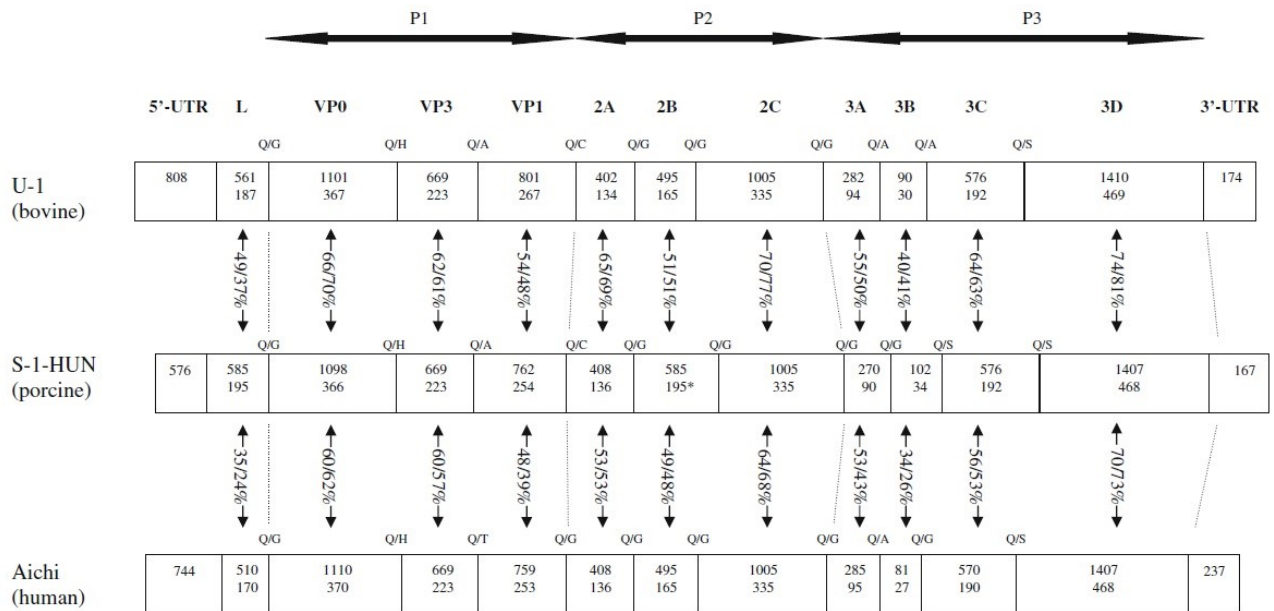 P1 P2 P3
5'-UTR L VP0 VP3 VP1 2A 2B 2C 3A 3B 3C 3D 3'-UTR
Q/G Q/H Q/A Q/C Q/G Q/G Q/G Q/A Q/A Q/S
U-1
(bovine)
808 561 1101 669 801 402 495 1005 282 90 576 1410 174
187 367 223 267 134 165 335 94 30 192 469
49/37% 66/70% 62/61% 54/48% 65/69% 51/51% 70/77% 55/50% 40/41% 64/63% 74/81%
Q/G Q/H Q/A Q/C Q/G Q/G Q/G Q/G Q/S Q/S
S-1-HUN
(porcine)
576 585 1098 669 762 408 585 1005 270 102 576 1407 167
195 366 223 254 136 195* 335 90 34 192 468
35/24% 60/62% 60/57% 48/39% 53/53% 49/48% 64/68% 53/43% 34/26% 56/53% 70/73%
Q/G Q/H Q/T Q/G Q/G Q/G Q/G Q/A Q/G Q/S
Aichi
(human)
744 510 1110 669 759 408 495 1005 285 81 570 1407 237
170 370 223 253 136 165 335 95 27 190 468